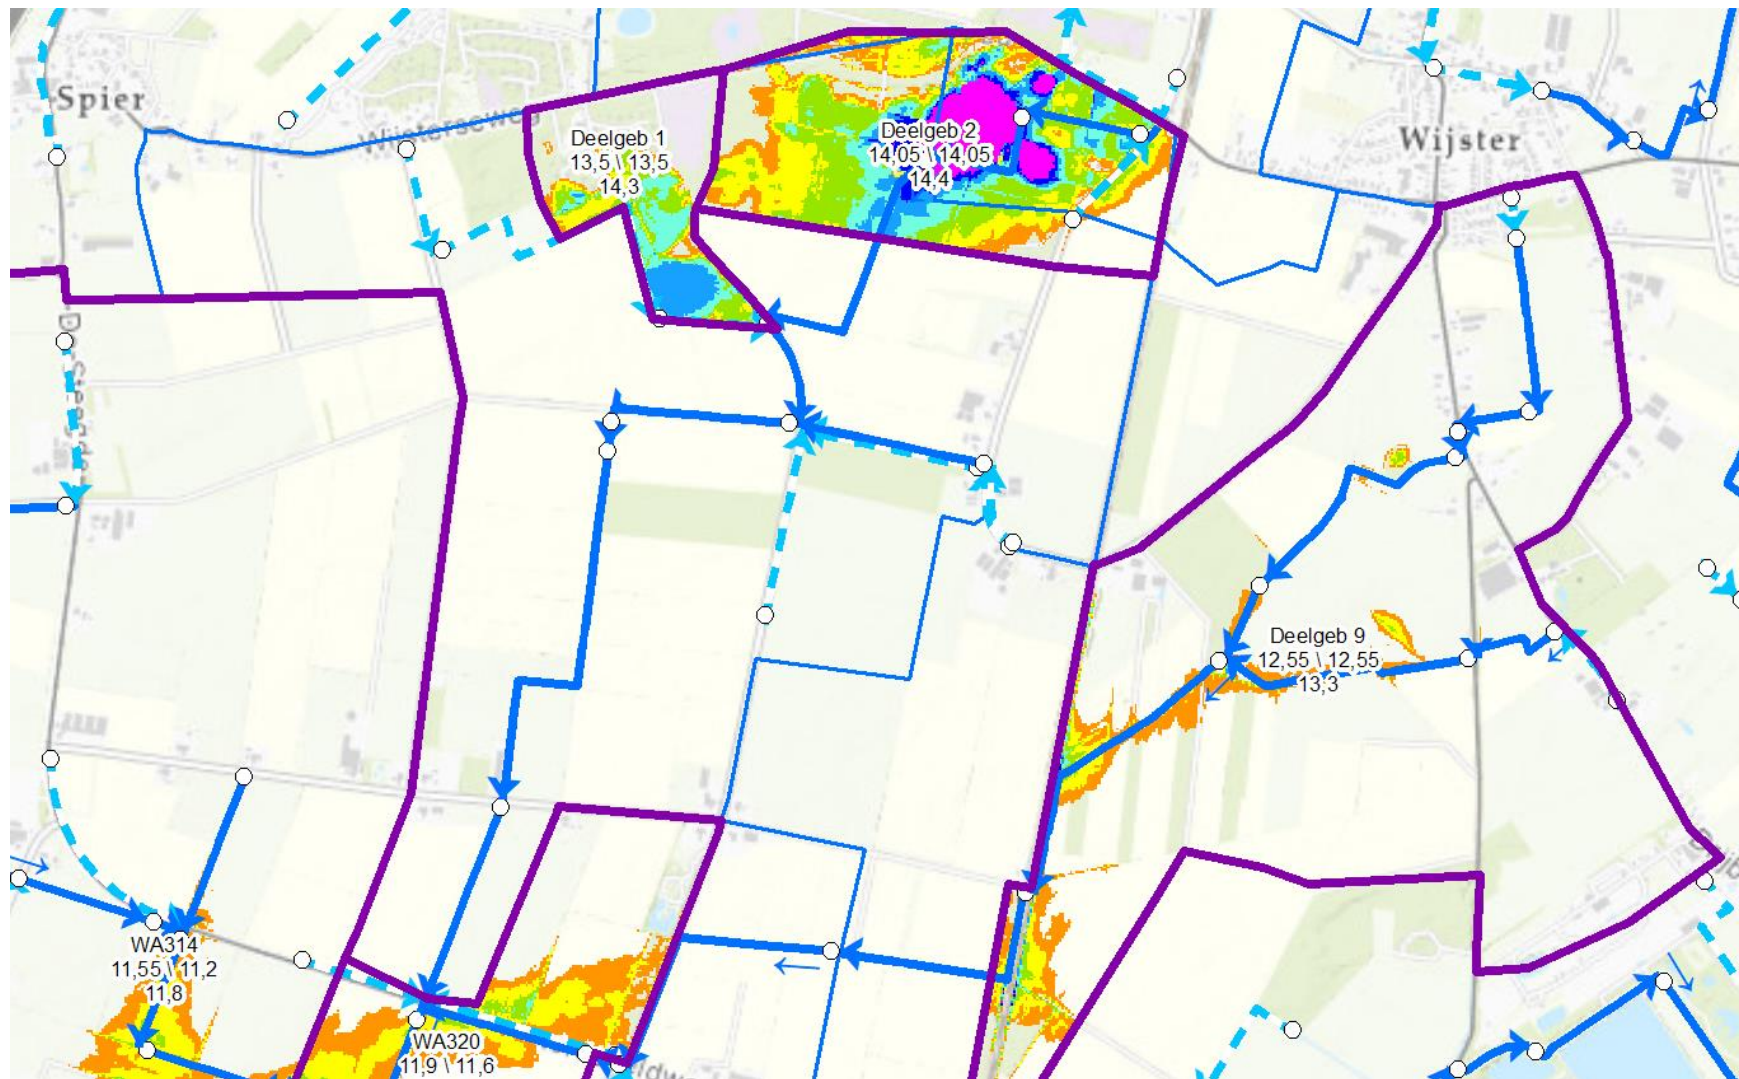 Spier
Wijsterseweg
Deelgeb 1
13,5 \ 13,5
14,3
Deelgeb 2
14,05 \ 14,05
14,4
Wijster
Deelgeb 9
12,55 \ 12,55
13,3
WA314
11,55 \ 11,2
11,8
WA320
11,9 \ 11,6